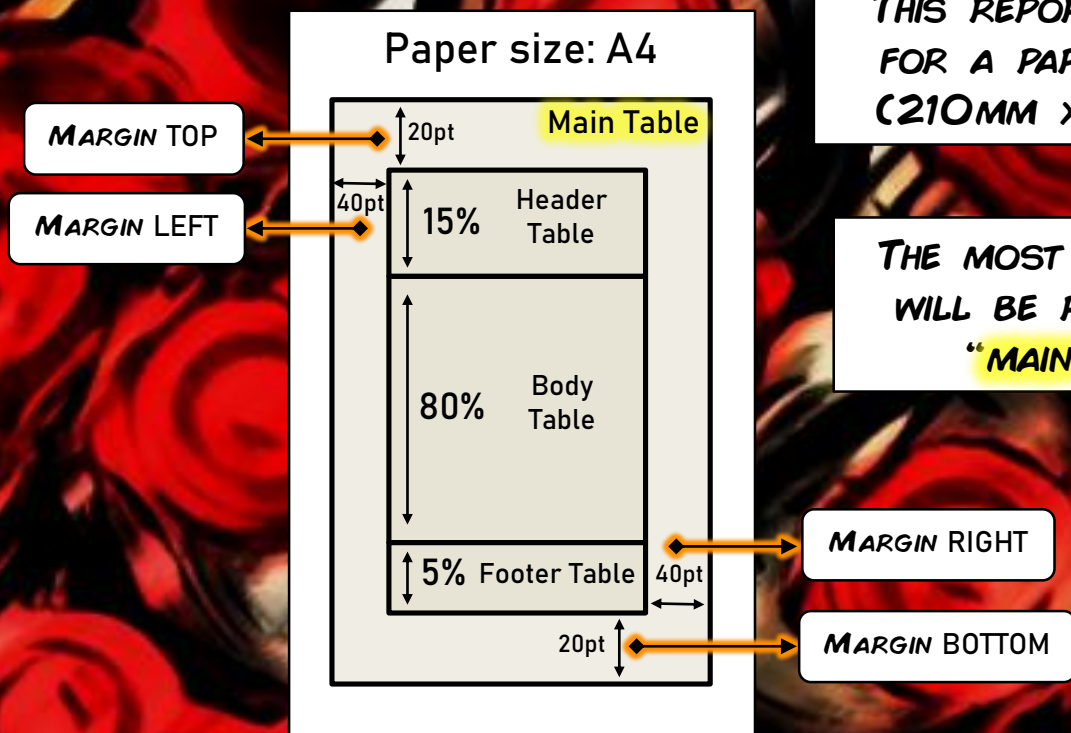 THIS REPOR
FOR A PAP
(210MM X
Paper size: A4
MARGIN TOP
20pt
Main Table
MARGIN LEFT
40pt
15%
Header
Table
THE MOST
WILL BE
“MAIN
80%
Body
Table
MARGIN RIGHT
5% Footer Table
40pt
20pt
MARGIN BOTTOM